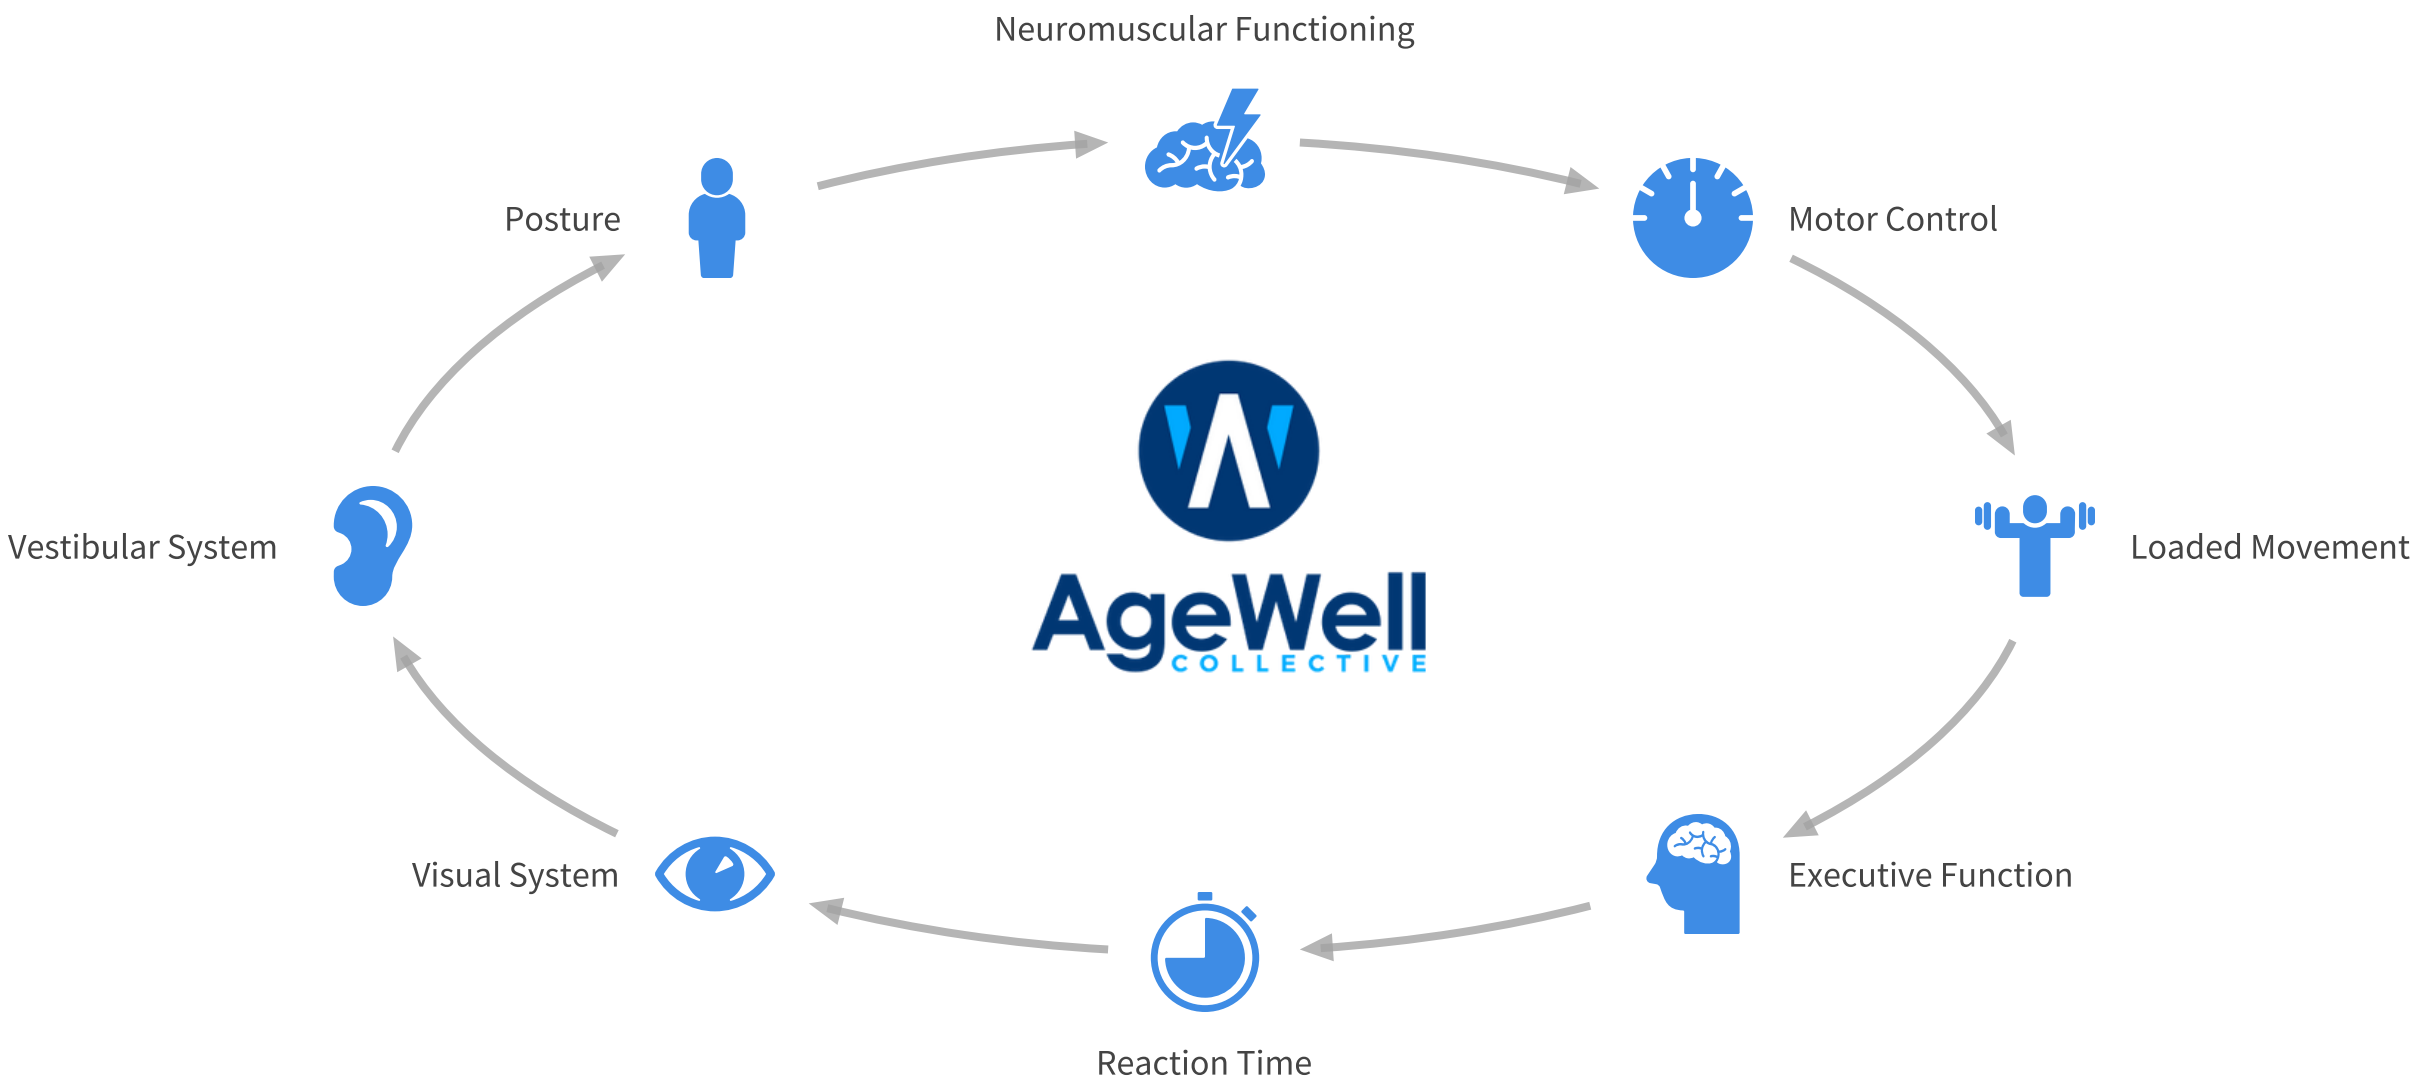 Neuromuscular Functioning
Posture
Motor Control
Vestibular System
Loaded Movement
AgeWell
COLLECTIVE
Visual System
Executive Function
Reaction Time